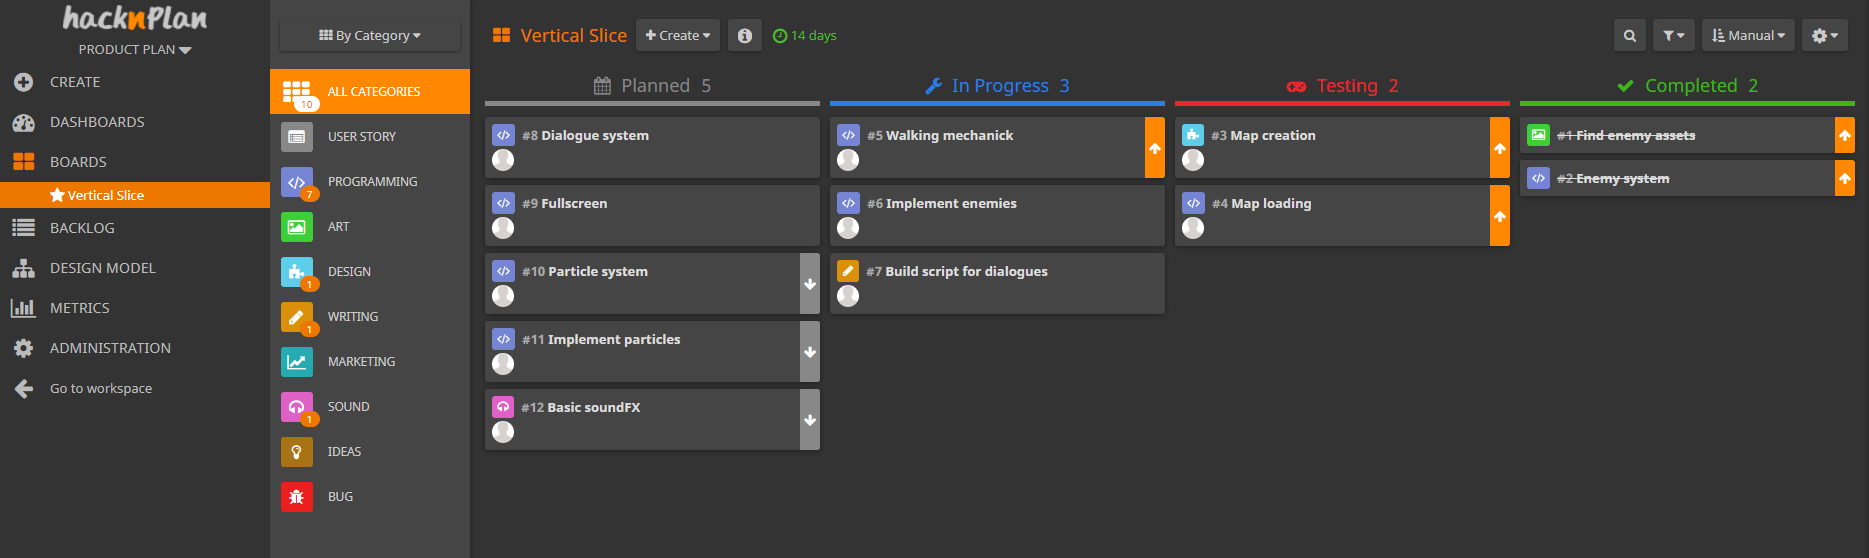 hacknPlan
PRODUCT PLAN
CREATE
DASHBOARDS
BOARDS
Vertical Slice
BACKLOG
DESIGN MODEL
METRICS
ADMINISTRATION
Go to workspace
By Category
10
ALL CATEGORIES
USER STORY
7
PROGRAMMING
ART
1
DESIGN
1
WRITING
MARKETING
1
SOUND
IDEAS
BUG
Vertical Slice
Create
14 days
Manual
Planned 5
#8 Dialogue system
#9 Fullscreen
#10 Particle system
#11 Implement particles
#12 Basic soundFX
In Progress 3
#5 Walking mechanick
#6 Implement enemies
#7 Build script for dialogues
Testing 2
#3 Map creation
#4 Map loading
Completed 2
#1 Find enemy assets
#2 Enemy system